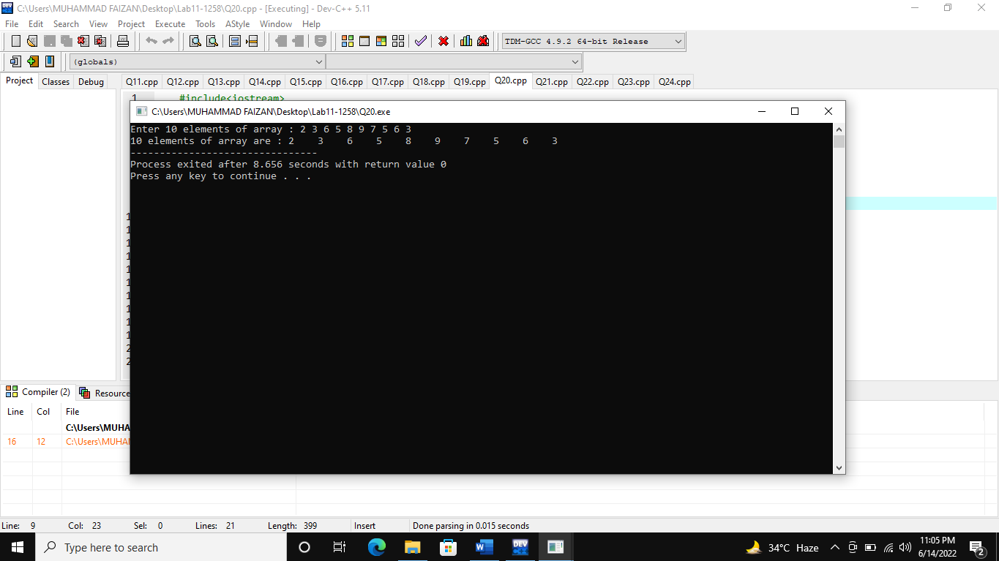 C:\Users\MUHAMMAD FAIZAN\Desktop\Lab11-1258\Q20.cpp - [Executing] - Dev-C++ 5.11
File Edit Search View Project Execute Tools AStyle Window Help
TDM-GCC 4.9.2 64-bit Release
(globals)
Project Classes Debug Q11.cpp Q12.cpp Q13.cpp Q14.cpp Q15.cpp Q16.cpp Q17.cpp Q18.cpp Q19.cpp Q20.cpp Q21.cpp Q22.cpp Q23.cpp Q24.cpp
1 #include<iostream>
C:\Users\MUHAMMAD FAIZAN\Desktop\Lab11-1258\Q20.exe
Enter 10 elements of array : 2 3 6 5 8 9 7 5 6 3
10 elements of array are : 2 3 6 5 8 9 7 5 6 3
--------------------------------
Process exited after 8.656 seconds with return value 0
Press any key to continue . . .
Compiler (2) Resource
Line Col File
C:\Users\MUHA
16 12 C:\Users\MUHA
Line: 9 Col: 23 Sel: 0 Lines: 21 Length: 399 Insert Done parsing in 0.015 seconds
Type here to search
34°C Haze
11:05 PM
6/14/2022
2